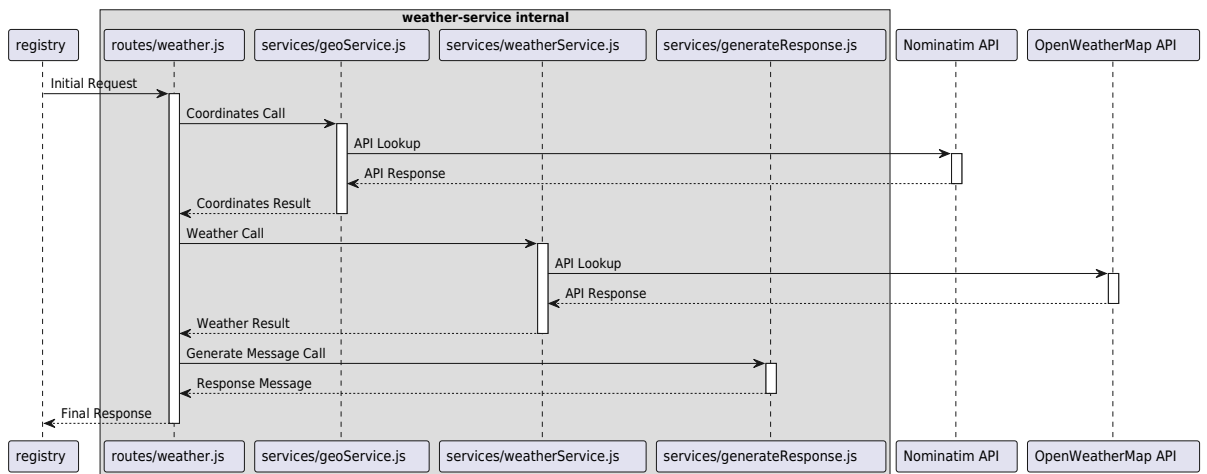 weather-service internal
registry routes/weather.js services/geoService.js services/weatherService.js services/generateResponse.js Nominatim API OpenWeatherMap API
Initial Request
Coordinates Call
API Lookup
API Response
Coordinates Result
Weather Call
API Lookup
API Response
Weather Result
Generate Message Call
Response Message
Final Response
registry routes/weather.js services/geoService.js services/weatherService.js services/generateResponse.js Nominatim API OpenWeatherMap API